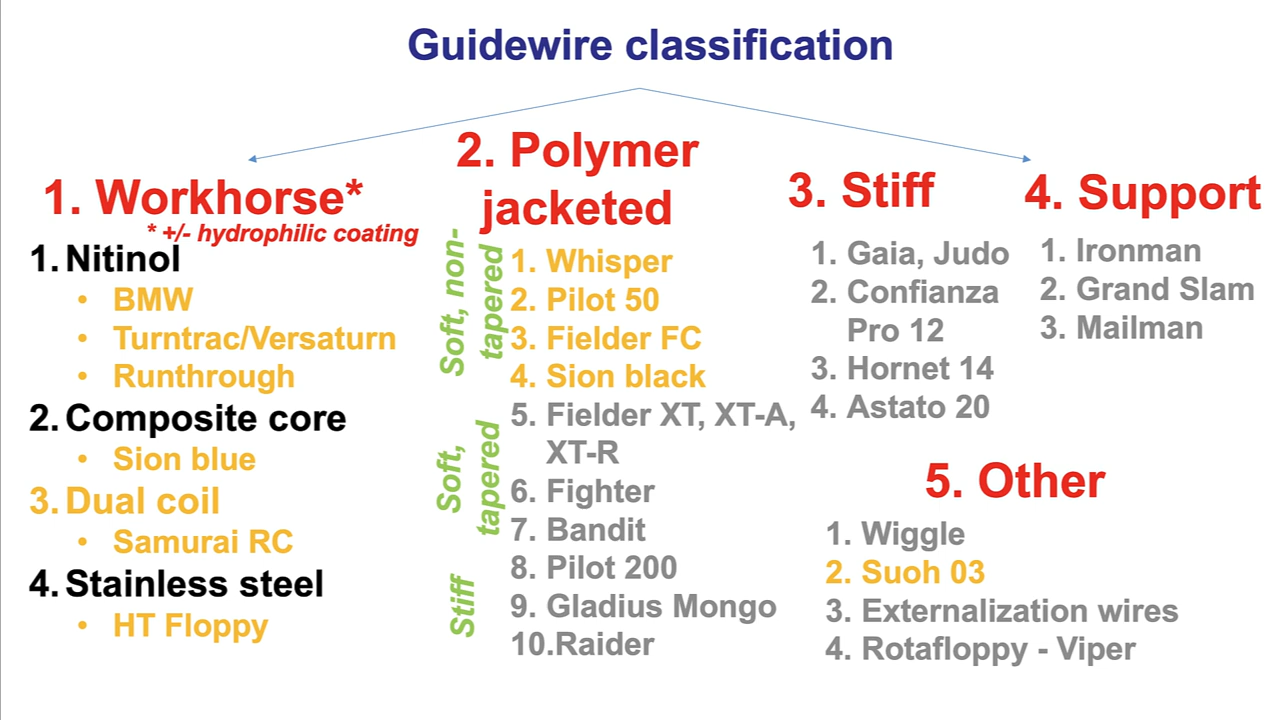 Guidewire classification
1. Workhorse*
* +/- hydrophilic coating
1. Nitinol
• BMW
• Turntrac/Versaturn
• Runthrough
2. Composite core
• Sion blue
3. Dual coil
• Samurai RC
4. Stainless steel
• HT Floppy
2. Polymer
jacketed
Soft, non-
tapered
1. Whisper
2. Pilot 50
3. Fielder FC
4. Sion black
Soft,
tapered
5. Fielder XT, XT-A,
XT-R
6. Fighter
7. Bandit
Stiff
8. Pilot 200
9. Gladius Mongo
10.Raider
3. Stiff
1. Gaia, Judo
2. Confianza
Pro 12
3. Hornet 14
4. Astato 20
4. Support
1. Ironman
2. Grand Slam
3. Mailman
5. Other
1. Wiggle
2. Suoh 03
3. Externalization wires
4. Rotafloppy - Viper